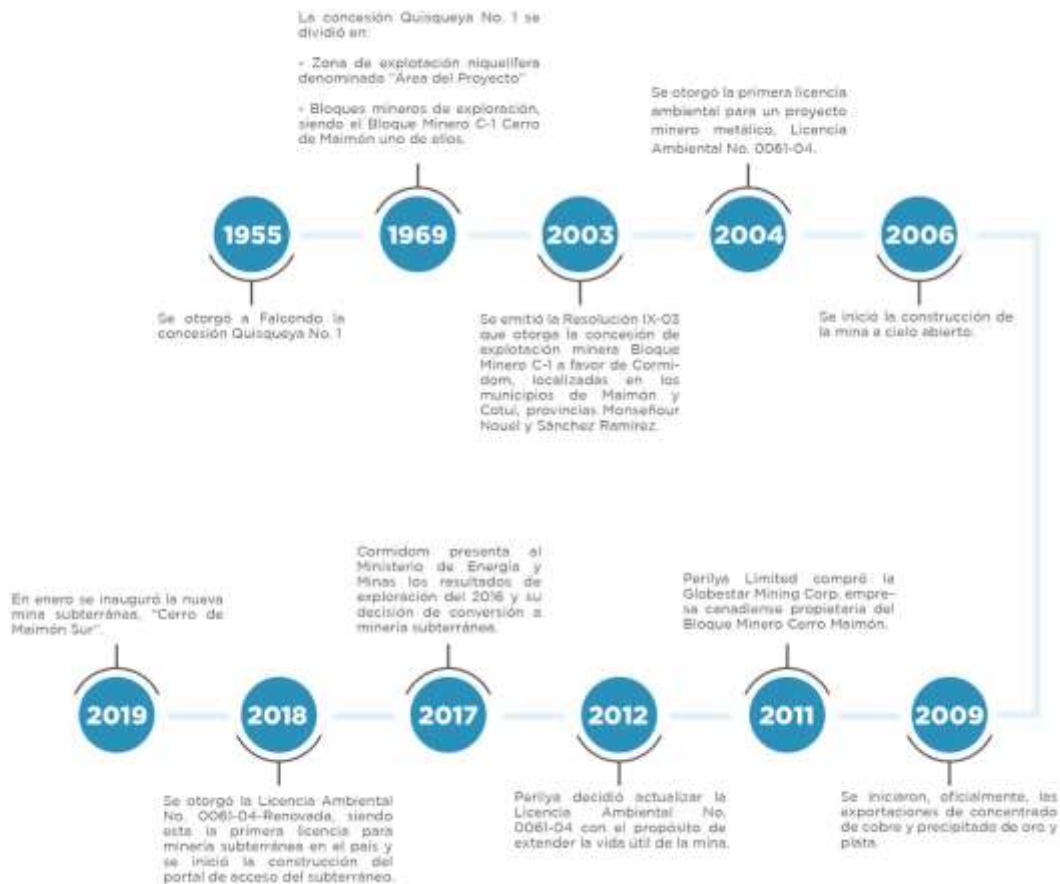 La concesión Quisqueya No. 1 se
dividió en:
- Zona de explotación niquelífera
denominada "Área del Proyecto"
- Bloques mineros de exploración,
siendo el Bloque Minero C-1 Cerro
de Maimón uno de ellos.
Se otorgó la primera licencia
ambiental para un proyecto
minero metálico, Licencia
Ambiental No. 0061-04.
1955
1969
2003
2004
2006
Se otorgó a Falcondo la
concesión Quisqueya No. 1
Se emitió la Resolución IX-03
que otorga la concesión de
explotación minera Bloque
Minero C-1 a favor de Cormi-
dom, localizadas en los
municipios de Maimón y
Cotuí, provincias Monseñour
Nouel y Sánchez Ramírez.
Se inició la construcción de
la mina a cielo abierto.
En enero se inauguró la nueva
mina subterránea, "Cerro de
Maimón Sur".
Cormidom presenta al
Ministerio de Energía y
Minas los resultados de
exploración del 2016 y su
decisión de conversión a
minería subterránea.
Perilya Limited compró la
Globestar Mining Corp, empre-
sa canadiense propietaria del
Bloque Minero Cerro Maimón.
2019
2018
2017
2012
2011
2009
Se otorgó la Licencia Ambiental
No. 0061-04-Renovada, siendo
esta la primera licencia para
minería subterránea en el país y
se inició la construcción del
portal de acceso del subterráneo.
Perilya decidió actualizar la
Licencia Ambiental No.
0061-04 con el propósito de
extender la vida útil de la mina.
Se iniciaron, oficialmente, las
exportaciones de concentrado
de cobre y precipitado de oro y
plata.